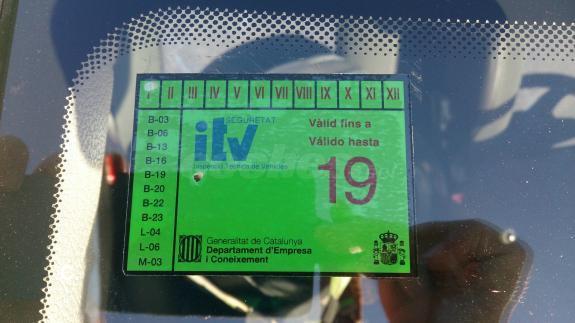 I II III IV V VI VII VIII IX X XI XII
B-03
B-06
B-13
B-16
B-19
B-20
B-22
B-23
L-04
L-06
M-03
SEGURETAT
itv
Inspecció Tècnica de Vehicles
Vàlid fins a
Válido hasta
19
Generalitat de Catalunya
Departament d'Empresa
i Coneixement